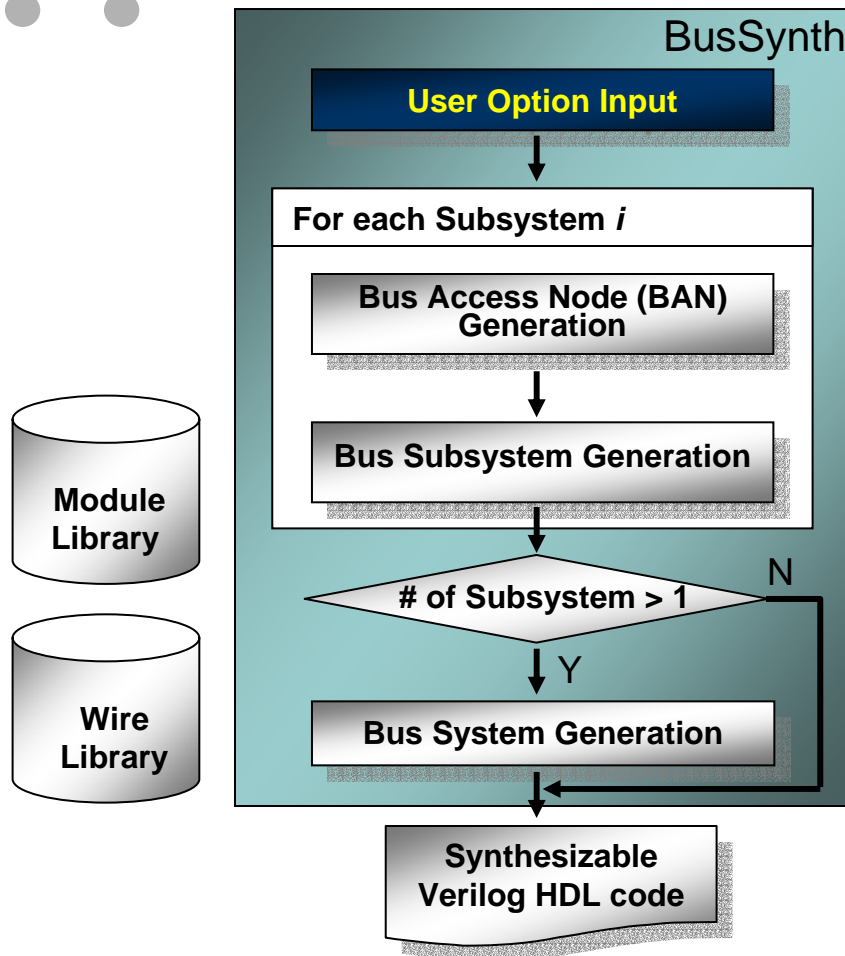 BusSynth
User Option Input
For each Subsystem i
Bus Access Node (BAN)
Generation
Bus Subsystem Generation
Module
Library
# of Subsystem > 1
N
Y
Wire
Library
Bus System Generation
Synthesizable
Verilog HDL code